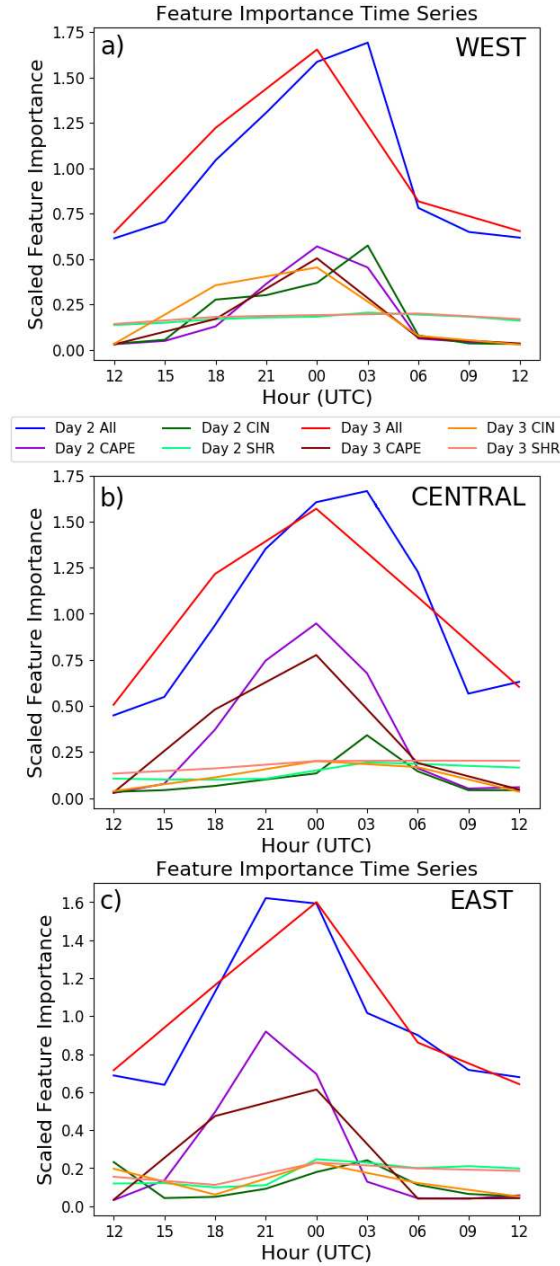 Feature Importance Time Series
a)
WEST
1.75
1.50
1.25
1.00
0.75
0.50
0.25
0.00
Scaled Feature Importance
12 15 18 21 00 03 06 09 12
Hour (UTC)
Day 2 All Day 2 CIN Day 3 All Day 3 CIN
Day 2 CAPE Day 2 SHR Day 3 CAPE Day 3 SHR
b)
CENTRAL
1.75
1.50
1.25
1.00
0.75
0.50
0.25
0.00
Scaled Feature Importance
12 15 18 21 00 03 06 09 12
Hour (UTC)
Feature Importance Time Series
c)
EAST
1.6
1.4
1.2
1.0
0.8
0.6
0.4
0.2
0.0
Scaled Feature Importance
12 15 18 21 00 03 06 09 12
Hour (UTC)